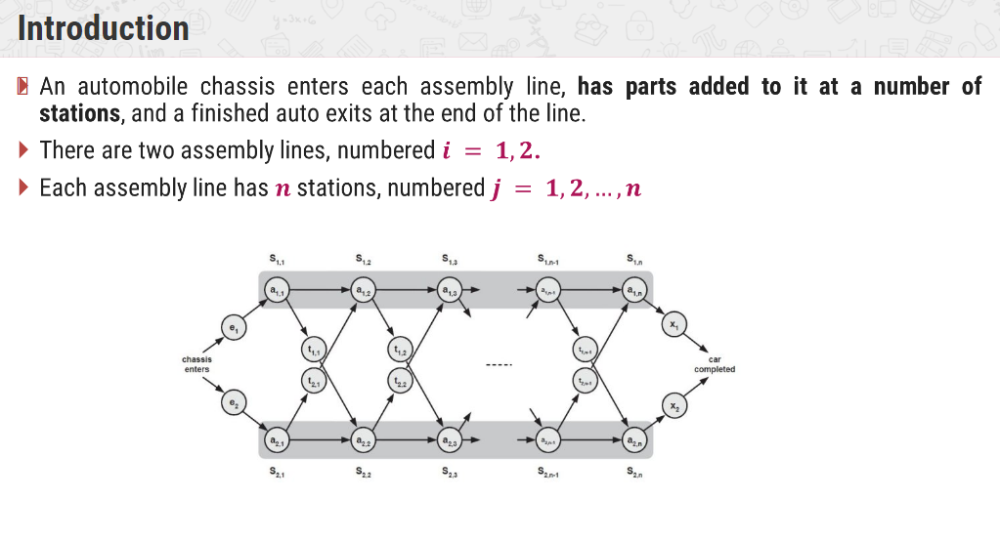 Introduction
An automobile chassis enters each assembly line, has parts added to it at a number of
stations, and a finished auto exits at the end of the line.
There are two assembly lines, numbered i = 1, 2.
Each assembly line has n stations, numbered j = 1, 2, ... , n
S1,1 S1,2 S1,3 S1,n-1 S1,n
a1,1 a1,2 a1,3 a1,n-1 a1,n
e1 x1
t1,1 t1,2 t1,n-1
chassis car
enters completed
t2,1 t2,2 t2,n-1
e2 x2
a2,1 a2,2 a2,3 a2,n-1 a2,n
S2,1 S2,2 S2,3 S2,n-1 S2,n